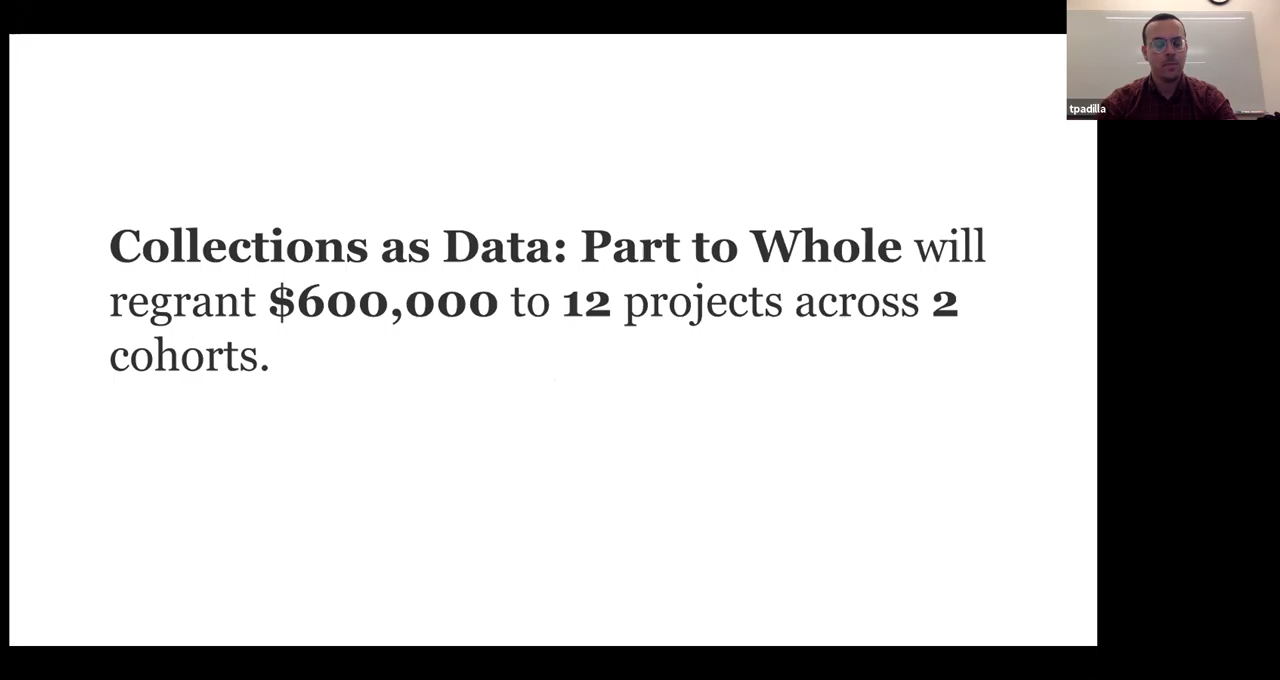 tpadilla
Collections as Data: Part to Whole will
regrant $600,000 to 12 projects across 2
cohorts.